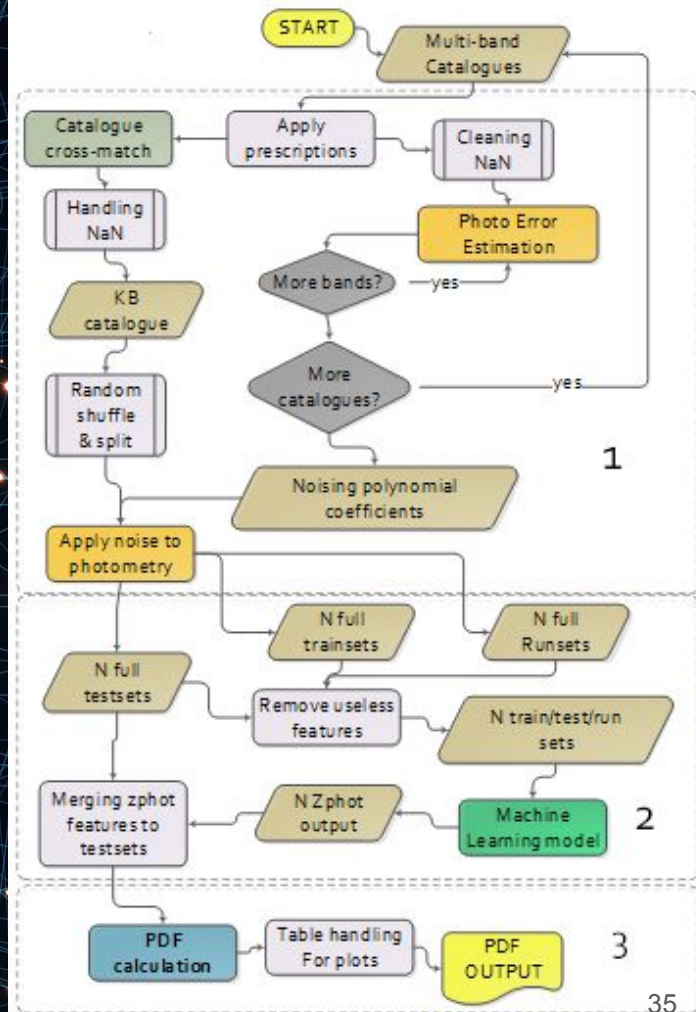 START
Multi-band
Catalogues
Catalogue
cross-match
Apply
prescriptions
Cleaning
NaN
Handling
NaN
Photo Error
Estimation
More bands?
yes
KB
catalogue
More
catalogues?
yes
Random
shuffle
& split
1
Noising polynomial
coefficients
Apply noise to
photometry
N full
trainsets
N full
Runsets
N full
testsets
Remove useless
features
N train/test/run
sets
Merging zphot
features to
testsets
N Zphot
output
Machine
Learning model
2
PDF
calculation
Table handling
For plots
PDF
OUTPUT
3
35